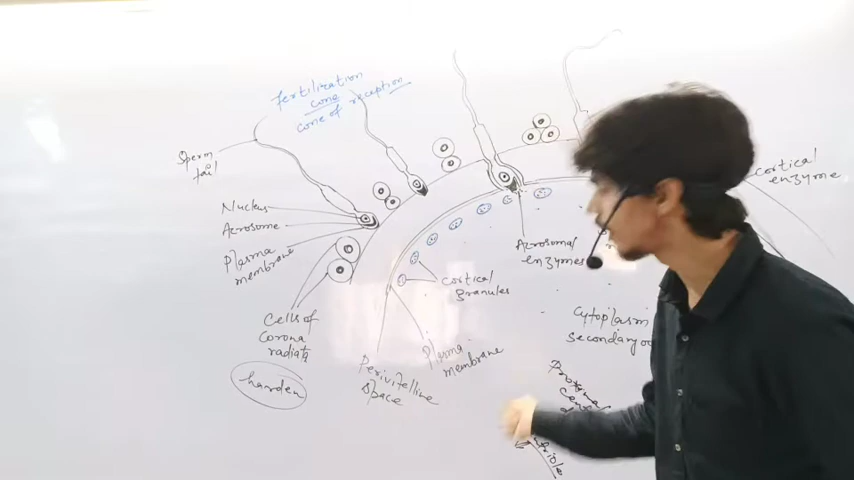 fertilization
cone
cone of reception
Sperm
tail
Nucleus
Acrosome
Plasma
membrane
Cells of
Corona
radiata
harden
Perivitelline
space
Plasma
membrane
Cortical
granules
Acrosomal
enzymes
cortical
enzyme
Cytoplasm
secondary